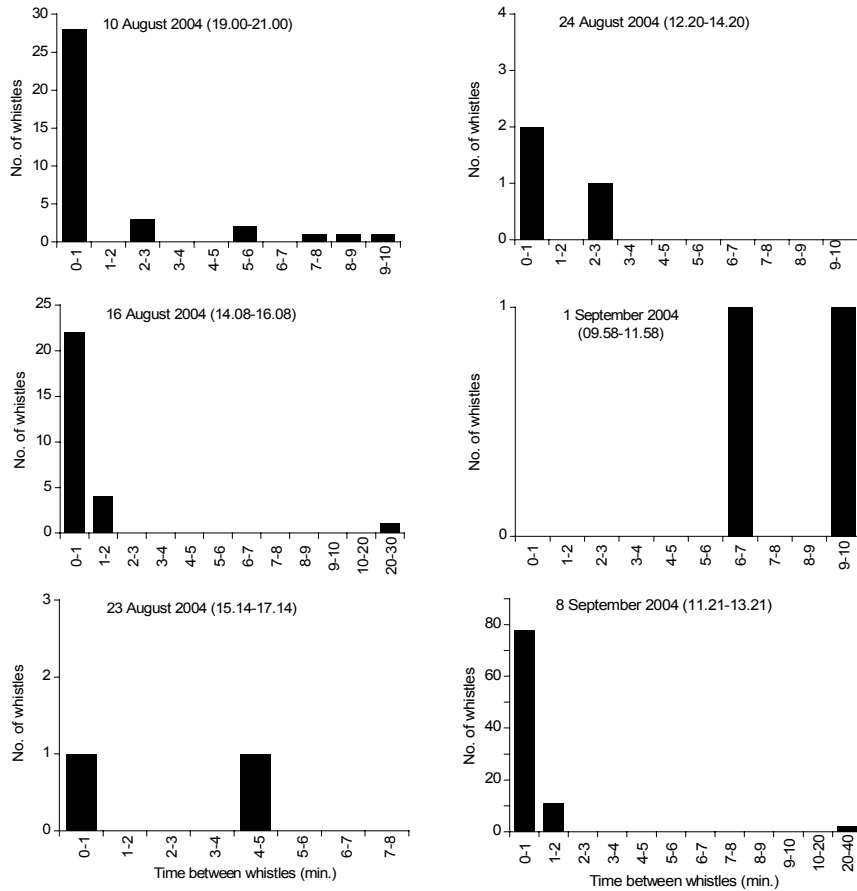 10 August 2004 (19.00-21.00)
No. of whistles
30
25
20
15
10
5
0
0-1 1-2 2-3 3-4 4-5 5-6 6-7 7-8 8-9 9-10
24 August 2004 (12.20-14.20)
No. of whistles
4
3
2
1
0
0-1 1-2 2-3 3-4 4-5 5-6 6-7 7-8 8-9 9-10
16 August 2004 (14.08-16.08)
No. of whistles
25
20
15
10
5
0
0-1 1-2 2-3 3-4 4-5 5-6 6-7 7-8 8-9 9-10 10-20 20-30
1 September 2004
(09.58-11.58)
No. of whistles
1
0
0-1 1-2 2-3 3-4 4-5 5-6 6-7 7-8 8-9 9-10
23 August 2004 (15.14-17.14)
No. of whistles
3
2
1
0
0-1 1-2 2-3 3-4 4-5 5-6 6-7 7-8
Time between whistles (min.)
8 September 2004 (11.21-13.21)
No. of whistles
80
60
40
20
0
0-1 1-2 2-3 3-4 4-5 5-6 6-7 7-8 8-9 9-10 10-20 20-40
Time between whistles (min.)